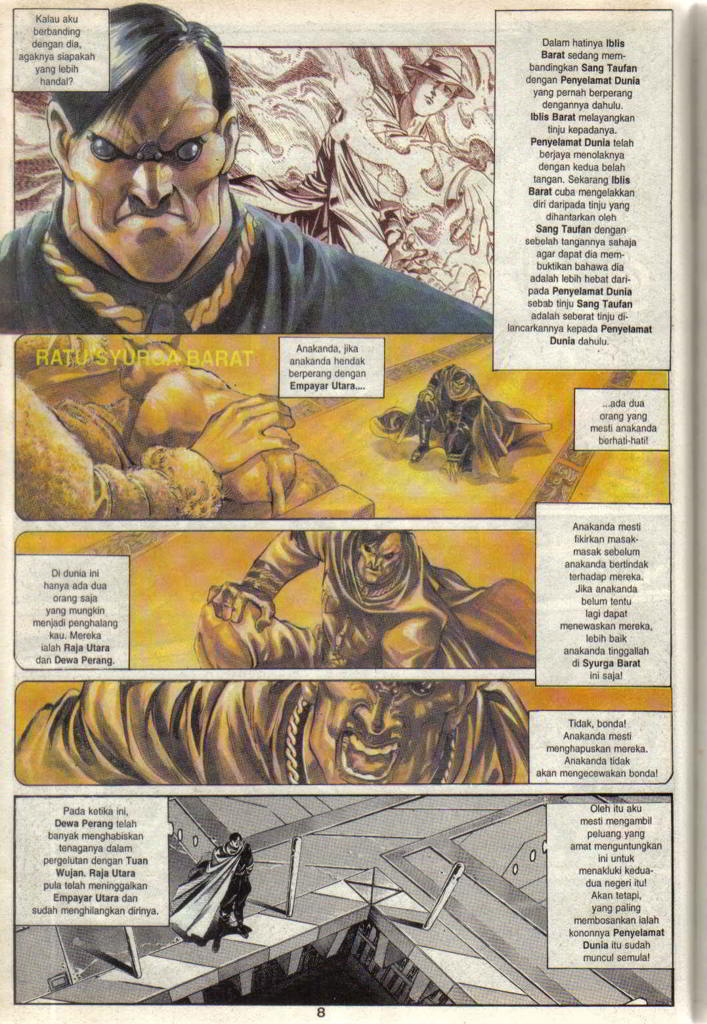 Kalau aku
berbanding
dengan dia,
agaknya siapakah
yang lebih
handal?
Dalam hatinya Iblis
Barat sedang mem-
bandingkan Sang Taufan
dengan Penyelamat Dunia
yang pernah berperang
dengannya dahulu.
Iblis Barat melayangkan
tinju kepadanya.
Penyelamat Dunia telah
berjaya menolaknya
dengan kedua belah
tangan. Sekarang Iblis
Barat cuba mengelakkan
diri daripada tinju yang
dihantarkan oleh
Sang Taufan dengan
sebelah tangannya sahaja
agar dapat dia mem-
buktikan bahawa dia
adalah lebih hebat dari-
pada Penyelamat Dunia
sebab tinju Sang Taufan
adalah seberat tinju di-
lancarkannya kepada Penyelamat
Dunia dahulu.
RATU SYURGA BARAT
Anakanda, jika
anakanda hendak
berperang dengan
Empayar Utara....
...ada dua
orang yang
mesti anakanda
berhati-hati!
Di dunia ini
hanya ada dua
orang saja
yang mungkin
menjadi penghalang
kau. Mereka
ialah Raja Utara
dan Dewa Perang.
Anakanda mesti
fikirkan masak-
masak sebelum
anakanda bertindak
terhadap mereka.
Jika anakanda
belum tentu
lagi dapat
menewaskan mereka,
lebih baik
anakanda tinggallah
di Syurga Barat
ini saja!
Tidak, bonda!
Anakanda mesti
menghapuskan mereka.
Anakanda tidak
akan mengecewakan bonda!
Pada ketika ini,
Dewa Perang telah
banyak menghabiskan
tenaganya dalam
pergelutan dengan Tuan
Wujan. Raja Utara
pula telah meninggalkan
Empayar Utara dan
sudah menghilangkan dirinya.
Oleh itu aku
mesti mengambil
peluang yang
amat menguntungkan
ini untuk
menakluki kedua-
dua negeri itu!
Akan tetapi,
yang paling
membosankan ialah
kononnya Penyelamat
Dunia itu sudah
muncul semula!
8